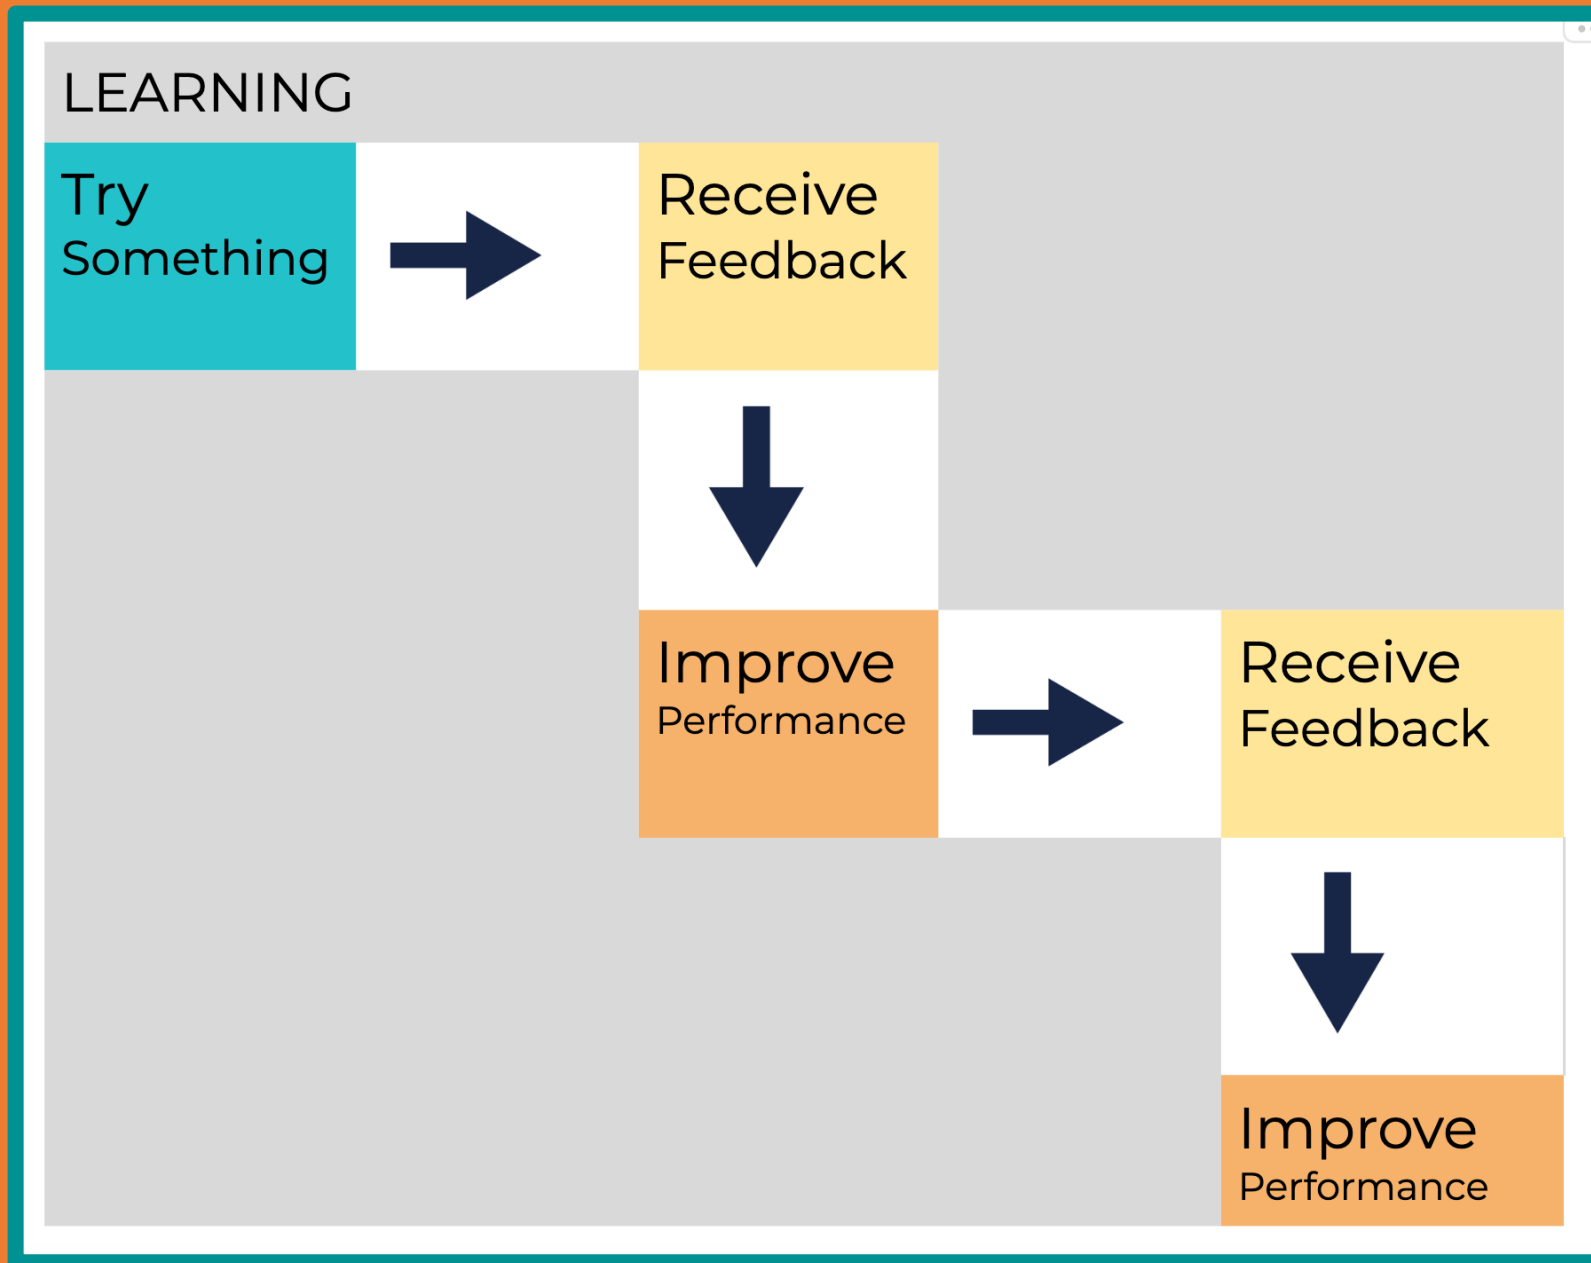 LEARNING
Try
Something
Receive
Feedback
Improve
Performance
Receive
Feedback
Improve
Performance